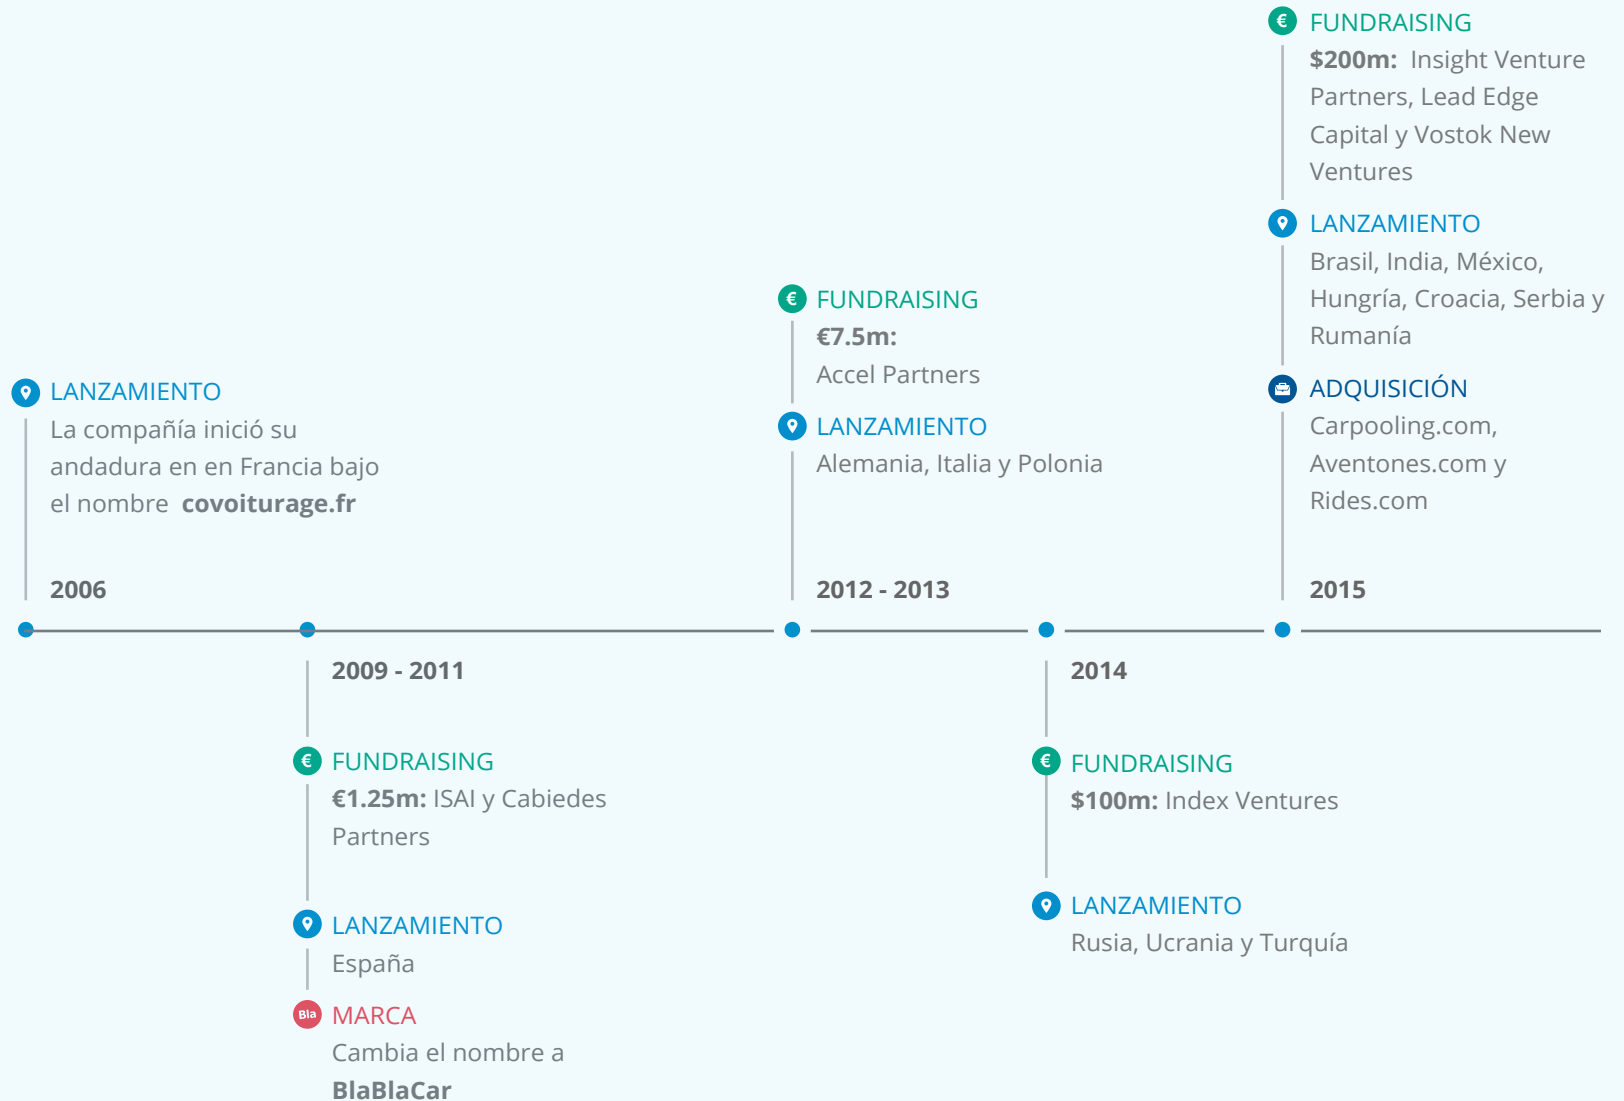 LANZAMIENTO
La compañía inició su
andadura en en Francia bajo
el nombre covoiturage.fr
2006
2009 - 2011
€
FUNDRAISING
€1.25m: ISAI y Cabiedes
Partners
LANZAMIENTO
España
Bla
MARCA
Cambia el nombre a
BlaBlaCar
€
FUNDRAISING
€7.5m:
Accel Partners
LANZAMIENTO
Alemania, Italia y Polonia
2012 - 2013
2014
€
FUNDRAISING
$100m: Index Ventures
LANZAMIENTO
Rusia, Ucrania y Turquía
€
FUNDRAISING
$200m: Insight Venture
Partners, Lead Edge
Capital y Vostok New
Ventures
LANZAMIENTO
Brasil, India, México,
Hungría, Croacia, Serbia y
Rumanía
ADQUISICIÓN
Carpooling.com,
Aventones.com y
Rides.com
2015